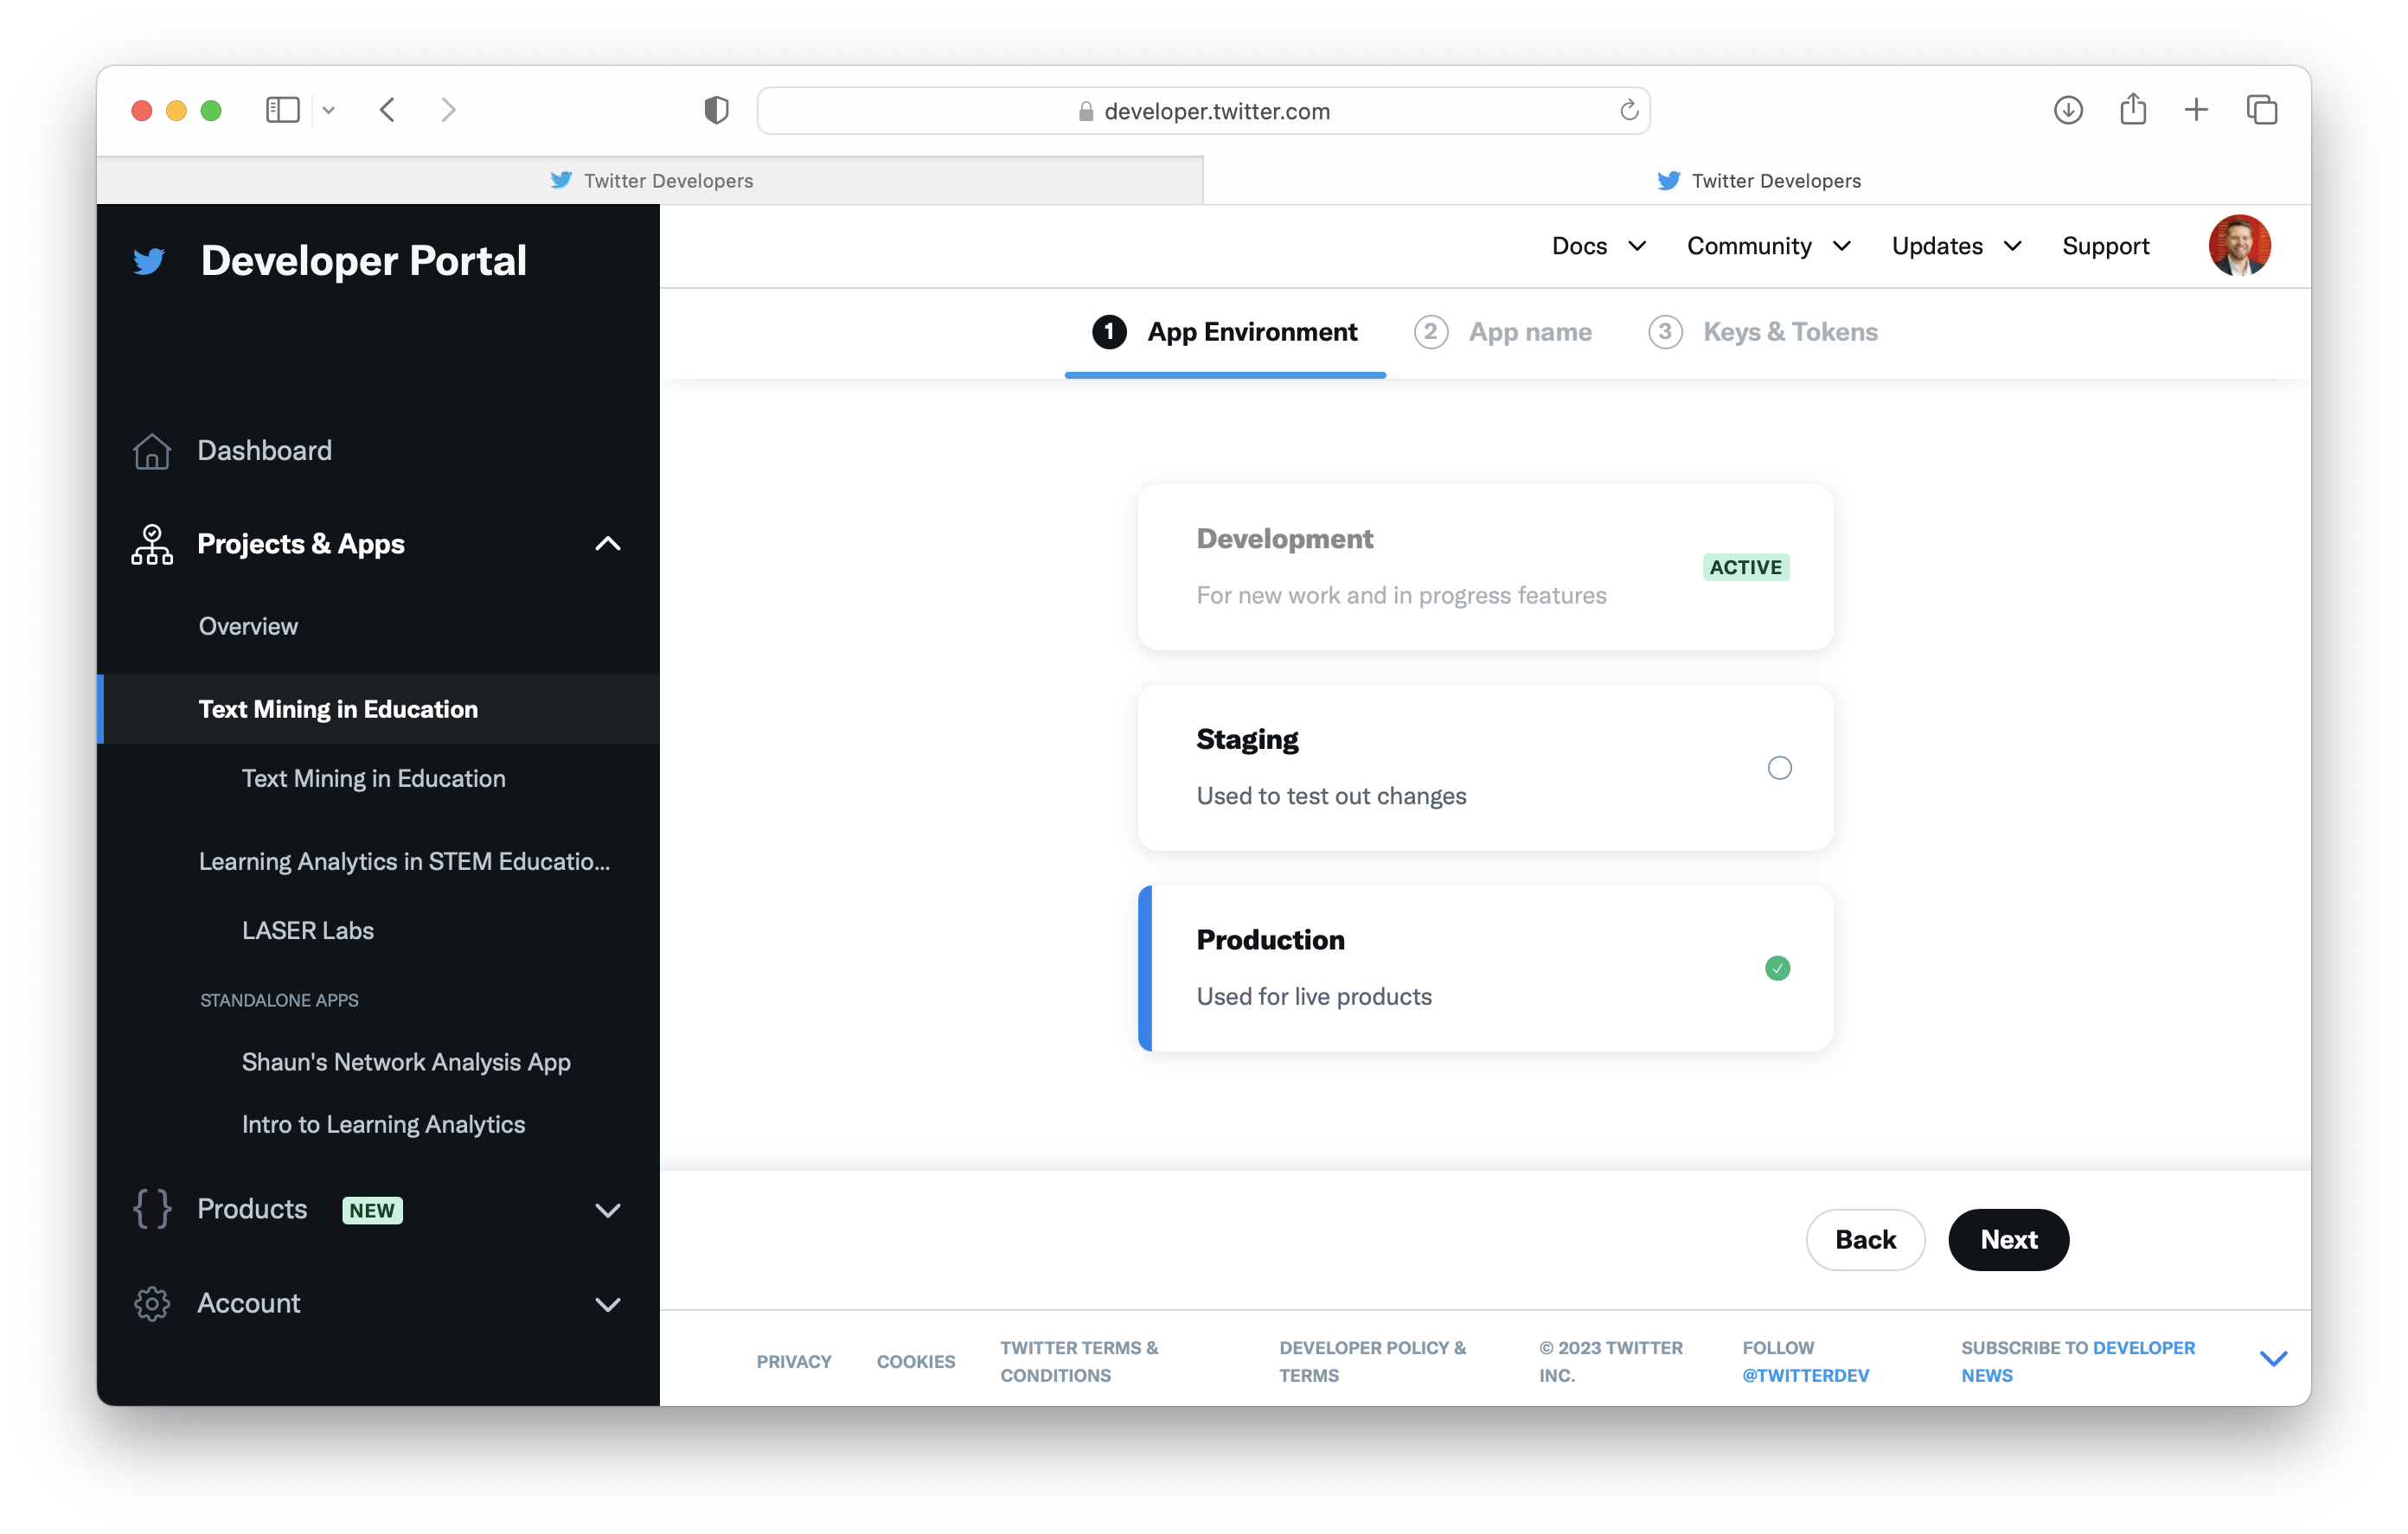 developer.twitter.com
Twitter Developers
Twitter Developers
Developer Portal
Docs
Community
Updates
Support
1 App Environment
2 App name
3 Keys & Tokens
Dashboard
Projects & Apps
Overview
Text Mining in Education
Text Mining in Education
Learning Analytics in STEM Educatio...
LASER Labs
STANDALONE APPS
Shaun's Network Analysis App
Intro to Learning Analytics
Products NEW
Account
Development
ACTIVE
For new work and in progress features
Staging
Used to test out changes
Production
Used for live products
Back
Next
PRIVACY
COOKIES
TWITTER TERMS &
CONDITIONS
DEVELOPER POLICY &
TERMS
© 2023 TWITTER
INC.
FOLLOW
@TWITTERDEV
SUBSCRIBE TO DEVELOPER
NEWS